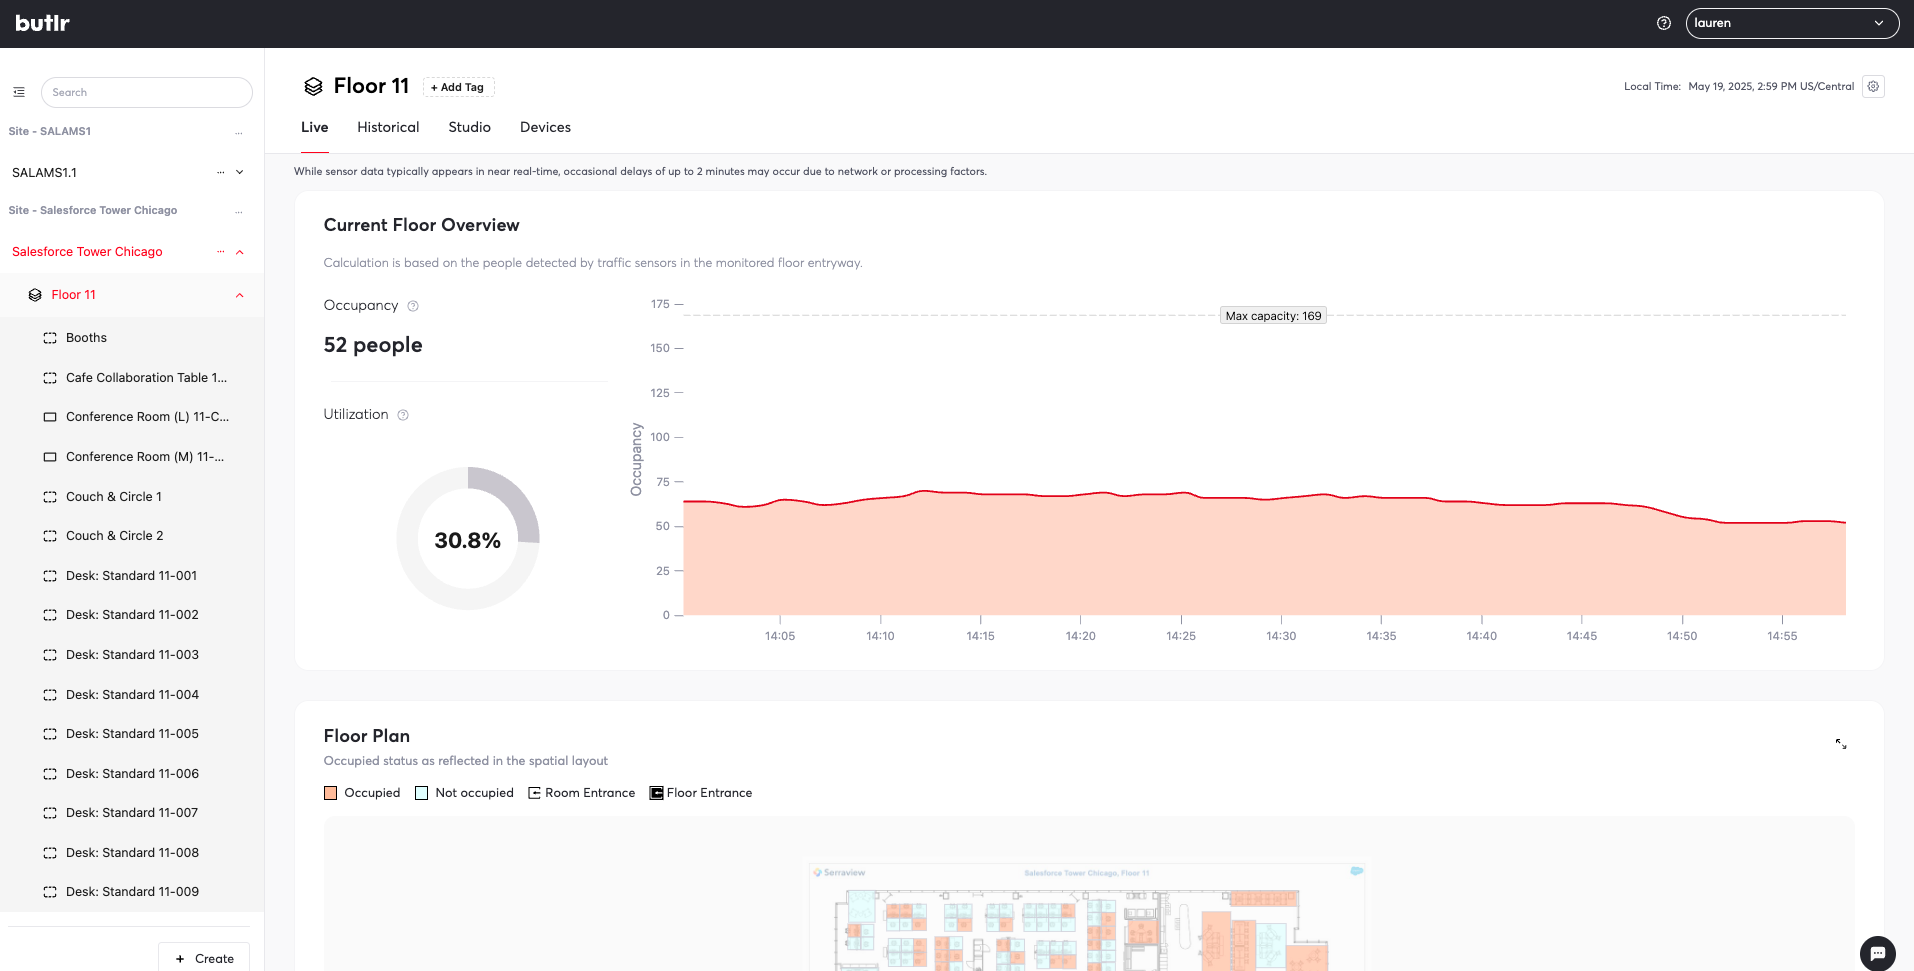 butlr
lauren
Search
Site - SALAMS1
...
SALAMS1.1
...
Site - Salesforce Tower Chicago
...
Salesforce Tower Chicago
...
Floor 11
Booths
Cafe Collaboration Table 1...
Conference Room (L) 11-C...
Conference Room (M) 11-...
Couch & Circle 1
Couch & Circle 2
Desk: Standard 11-001
Desk: Standard 11-002
Desk: Standard 11-003
Desk: Standard 11-004
Desk: Standard 11-005
Desk: Standard 11-006
Desk: Standard 11-007
Desk: Standard 11-008
Desk: Standard 11-009
+ Create
Floor 11
+ Add Tag
Local Time: May 19, 2025, 2:59 PM US/Central
Live Historical Studio Devices
While sensor data typically appears in near real-time, occasional delays of up to 2 minutes may occur due to network or processing factors.
Current Floor Overview
Calculation is based on the people detected by traffic sensors in the monitored floor entryway.
Occupancy
52 people
Utilization
30.8%
Occupancy
175
150
125
100
75
50
25
0
Max capacity: 169
14:05 14:10 14:15 14:20 14:25 14:30 14:35 14:40 14:45 14:50 14:55
Floor Plan
Occupied status as reflected in the spatial layout
Occupied Not occupied Room Entrance Floor Entrance
Serraview
Salesforce Tower Chicago, Floor 11